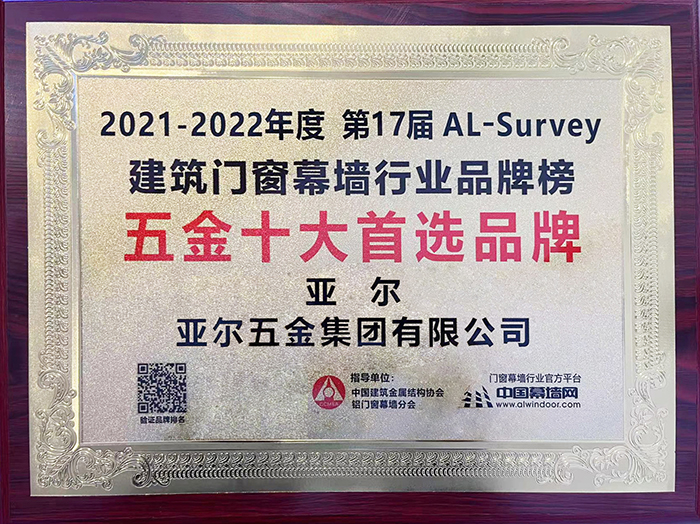 2021-2022年度 第17届 AL-Survey
建筑门窗幕墙行业品牌榜
五金十大首选品牌
亚 尔
亚尔五金集团有限公司
验证品牌排名
指导单位：
中国建筑金属结构协会
铝门窗幕墙分会
门窗幕墙行业官方平台
中国幕墙网
www.alwindoor.com